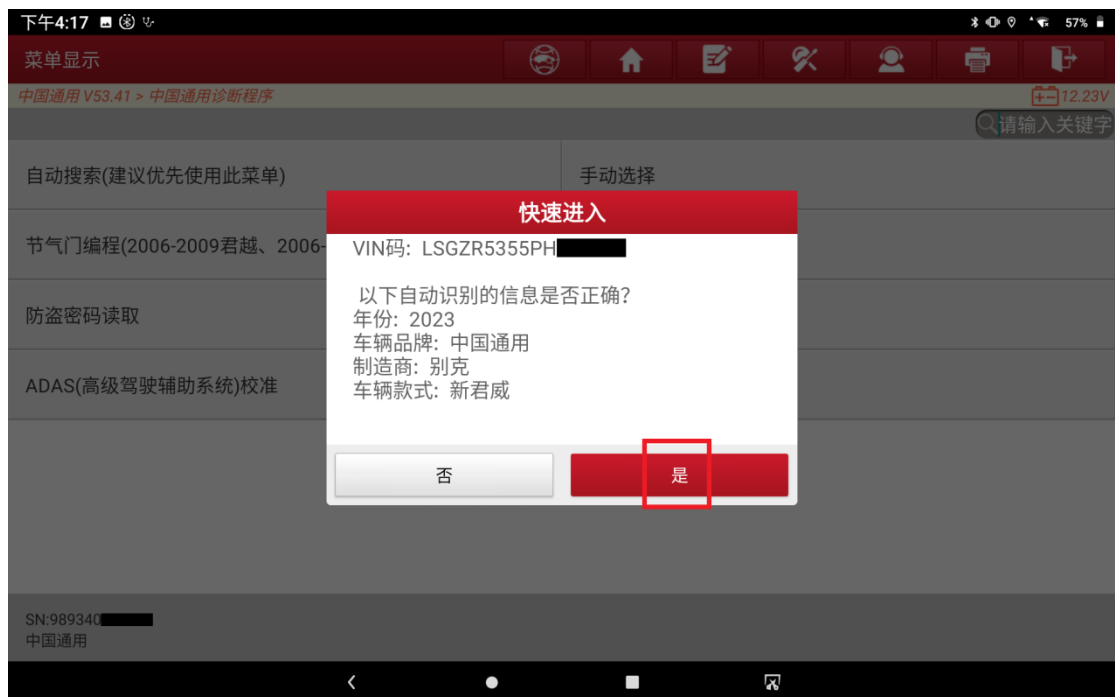 下午4:17
57%
菜单显示
中国通用 V53.41 > 中国通用诊断程序
12.23V
请输入关键字
自动搜索(建议优先使用此菜单)
手动选择
节气门编程(2006-2009君越、2006-
防盗密码读取
ADAS(高级驾驶辅助系统)校准
快速进入
VIN码: LSGZR5355PH
以下自动识别的信息是否正确?
年份: 2023
车辆品牌: 中国通用
制造商: 别克
车辆款式: 新君威
否
是
SN:989340
中国通用